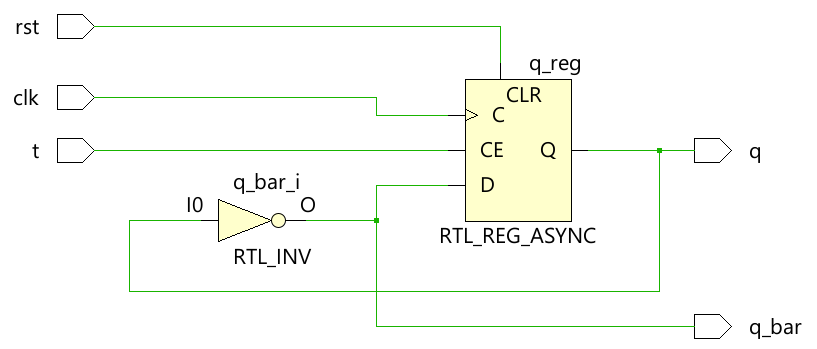 rst
q_reg
clk
CLR
C
t
CE
Q
q
q_bar_i
D
I0
O
RTL_REG_ASYNC
RTL_INV
q_bar